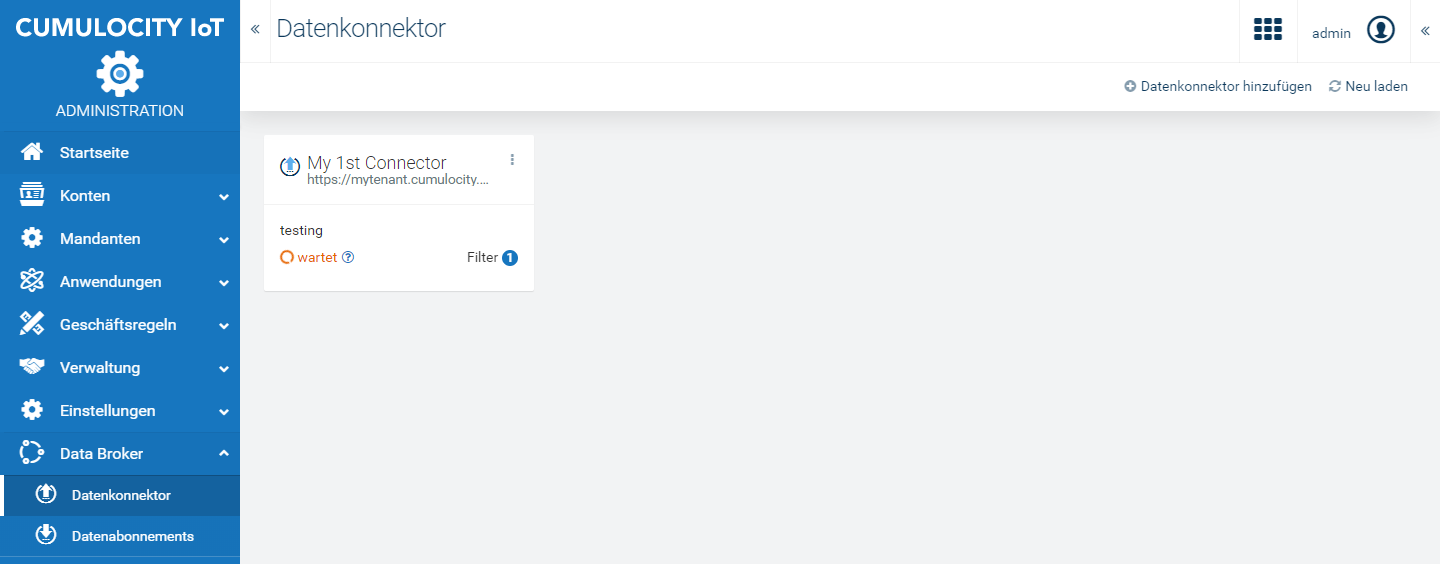 CUMULOCITY IoT
ADMINISTRATION
Startseite
Konten
Mandanten
Anwendungen
Geschäftsregeln
Verwaltung
Einstellungen
Data Broker
Datenkonnektor
Datenabonnements
Datenkonnektor
admin
Datenkonnektor hinzufügen Neu laden
My 1st Connector
https://mytenant.cumulocity....
testing
wartet ? Filter 1